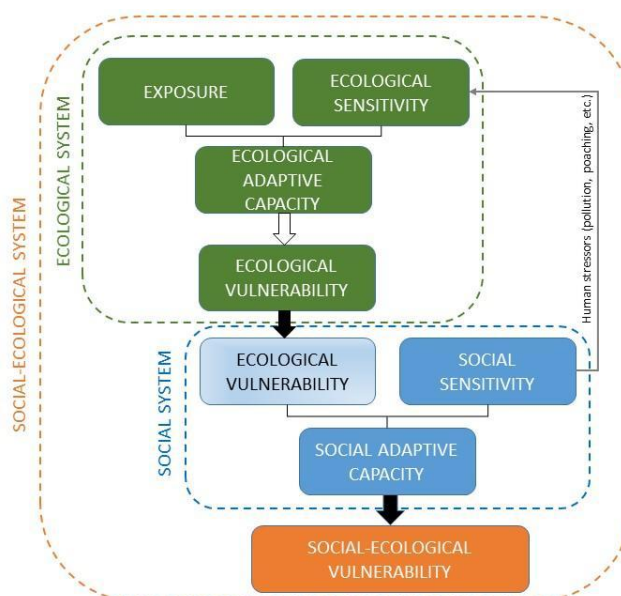 EXPOSURE
ECOLOGICAL
SENSITIVITY
ECOLOGICAL
ADAPTIVE
CAPACITY
ECOLOGICAL
VULNERABILITY
ECOLOGICAL SYSTEM
SOCIAL-ECOLOGICAL SYSTEM
Human stressors (pollution, poaching, etc.)
ECOLOGICAL
VULNERABILITY
SOCIAL
SENSITIVITY
SOCIAL SYSTEM
SOCIAL ADAPTIVE
CAPACITY
SOCIAL-ECOLOGICAL
VULNERABILITY